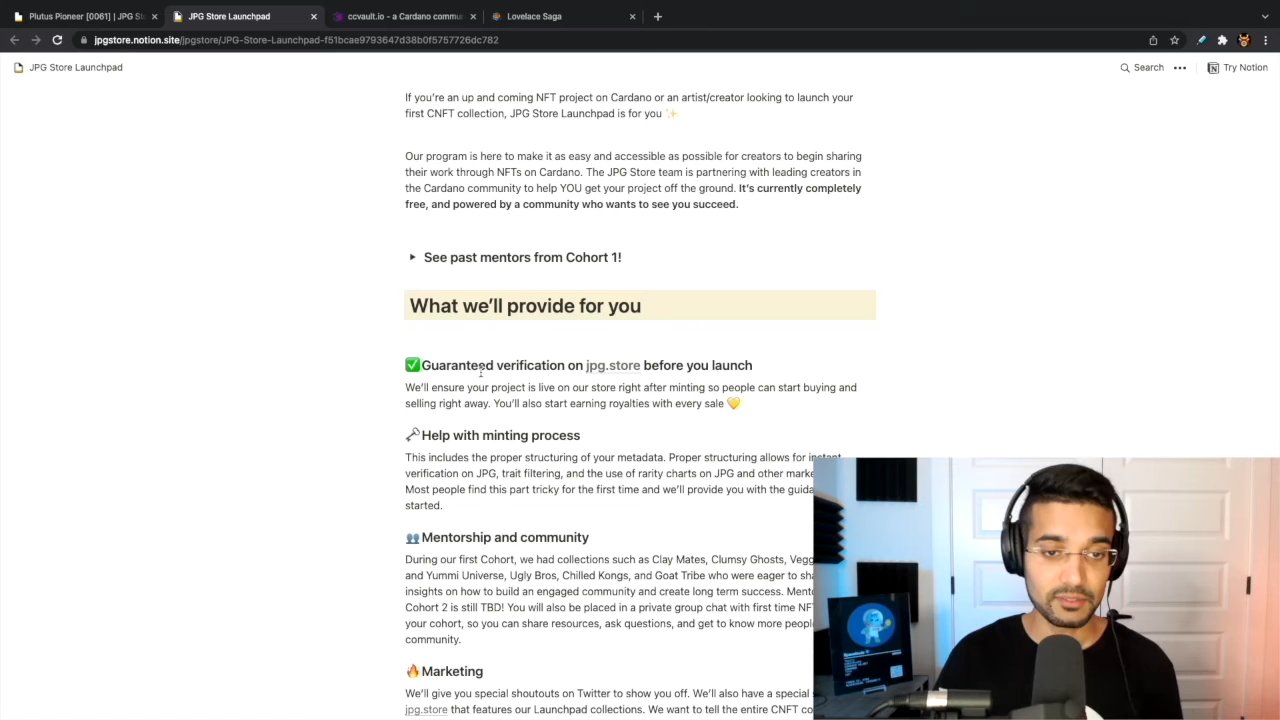 Plutus Pioneer [0061] | JPG St
JPG Store Launchpad
ccvault.io - a Cardano commu
Lovelace Saga
jpgstore.notion.site/jpgstore/JPG-Store-Launchpad-f51bcae9793647d38b0f5757726dc782
JPG Store Launchpad
Search
Try Notion
If you're an up and coming NFT project on Cardano or an artist/creator looking to launch your
first CNFT collection, JPG Store Launchpad is for you ✨
Our program is here to make it as easy and accessible as possible for creators to begin sharing
their work through NFTs on Cardano. The JPG Store team is partnering with leading creators in
the Cardano community to help YOU get your project off the ground. It's currently completely
free, and powered by a community who wants to see you succeed.
See past mentors from Cohort 1!
What we'll provide for you
✅Guaranteed verification on jpg.store before you launch
We'll ensure your project is live on our store right after minting so people can start buying and
selling right away. You'll also start earning royalties with every sale 💛
🗝Help with minting process
This includes the proper structuring of your metadata. Proper structuring allows for instant
verification on JPG, trait filtering, and the use of rarity charts on JPG and other marke
Most people find this part tricky for the first time and we'll provide you with the guida
started.
👥Mentorship and community
During our first Cohort, we had collections such as Clay Mates, Clumsy Ghosts, Vegg
and Yummi Universe, Ugly Bros, Chilled Kongs, and Goat Tribe who were eager to sha
insights on how to build an engaged community and create long term success. Ment
Cohort 2 is still TBD! You will also be placed in a private group chat with first time NF
your cohort, so you can share resources, ask questions, and get to know more peopl
community.
🔥Marketing
We'll give you special shoutouts on Twitter to show you off. We'll also have a special s
jpg.store that features our Launchpad collections. We want to tell the entire CNFT co